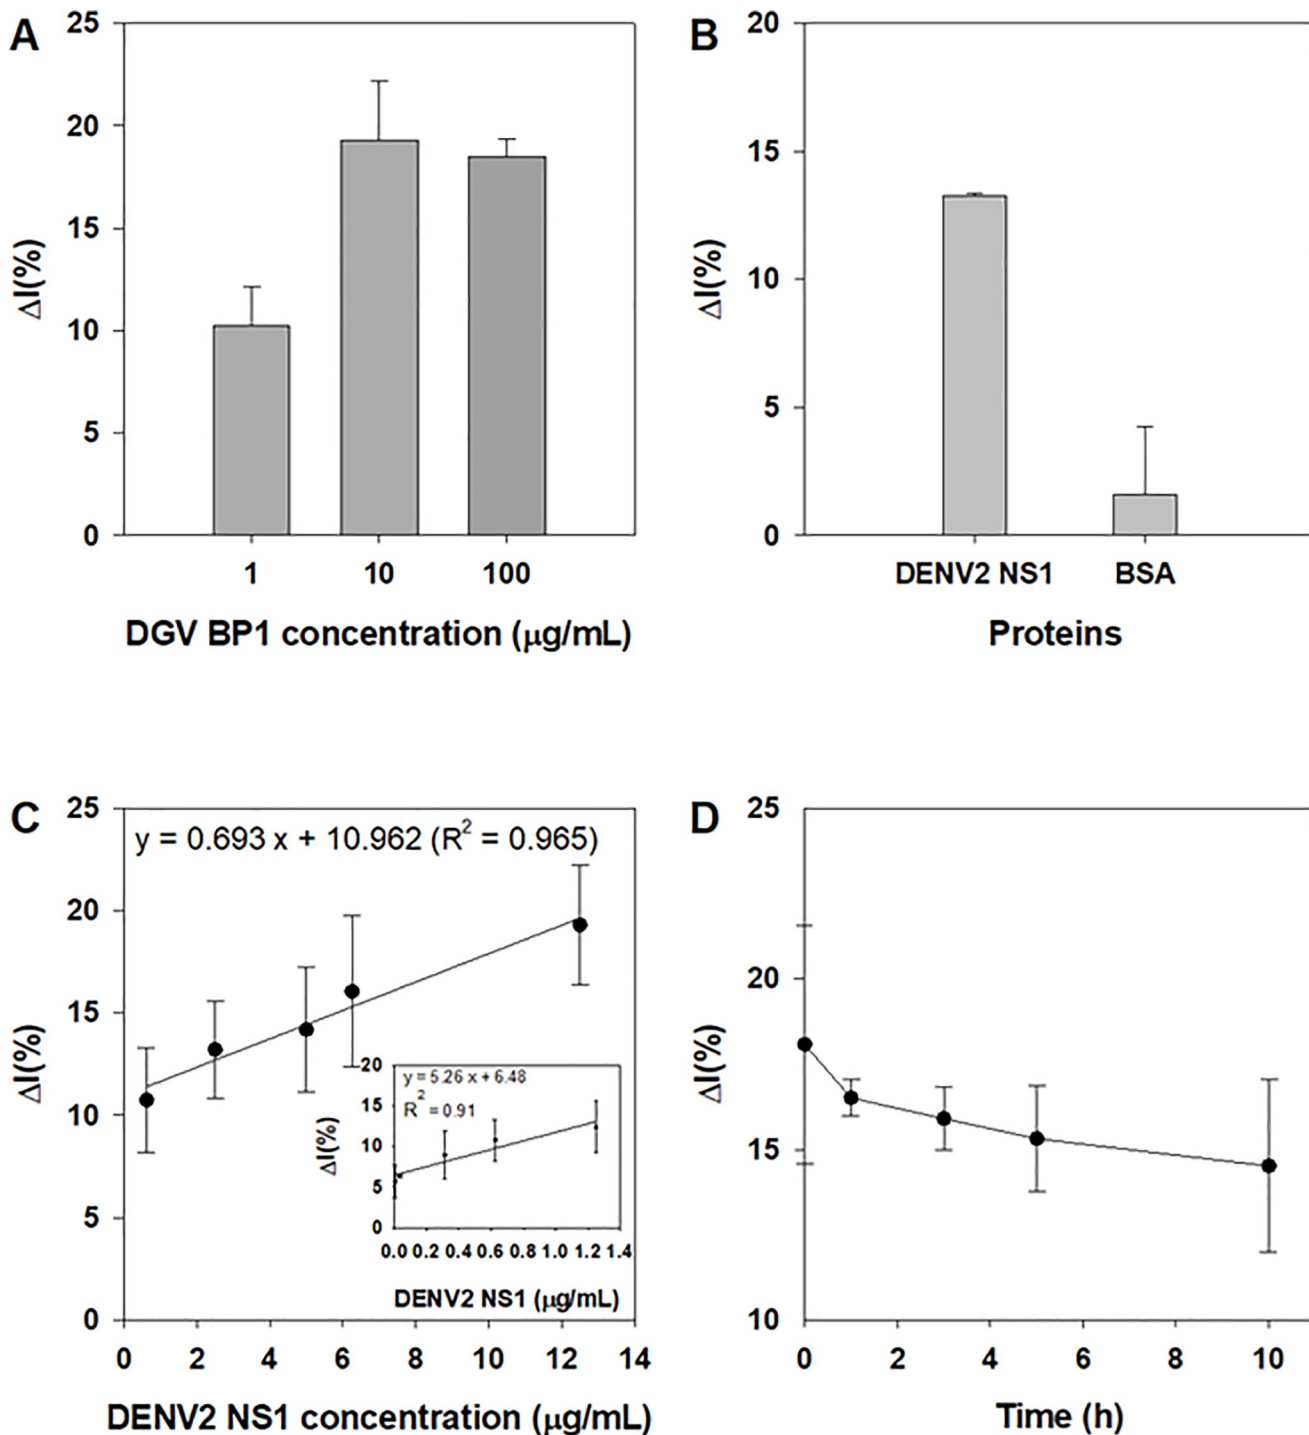 A
25
20
15
10
5
0
ΔI(%)
1 10 100
DGV BP1 concentration (μg/mL)
B
20
15
10
5
0
ΔI(%)
DENV2 NS1 BSA
Proteins
C
25
20
15
10
5
0
ΔI(%)
y = 0.693 x + 10.962 (R² = 0.965)
20
15
10
5
0
ΔI(%)
y = 5.26 x + 6.48
R² = 0.91
0.0 0.2 0.4 0.6 0.8 1.0 1.2 1.4
DENV2 NS1 (μg/mL)
0 2 4 6 8 10 12 14
DENV2 NS1 concentration (μg/mL)
D
25
20
15
10
ΔI(%)
0 2 4 6 8 10
Time (h)